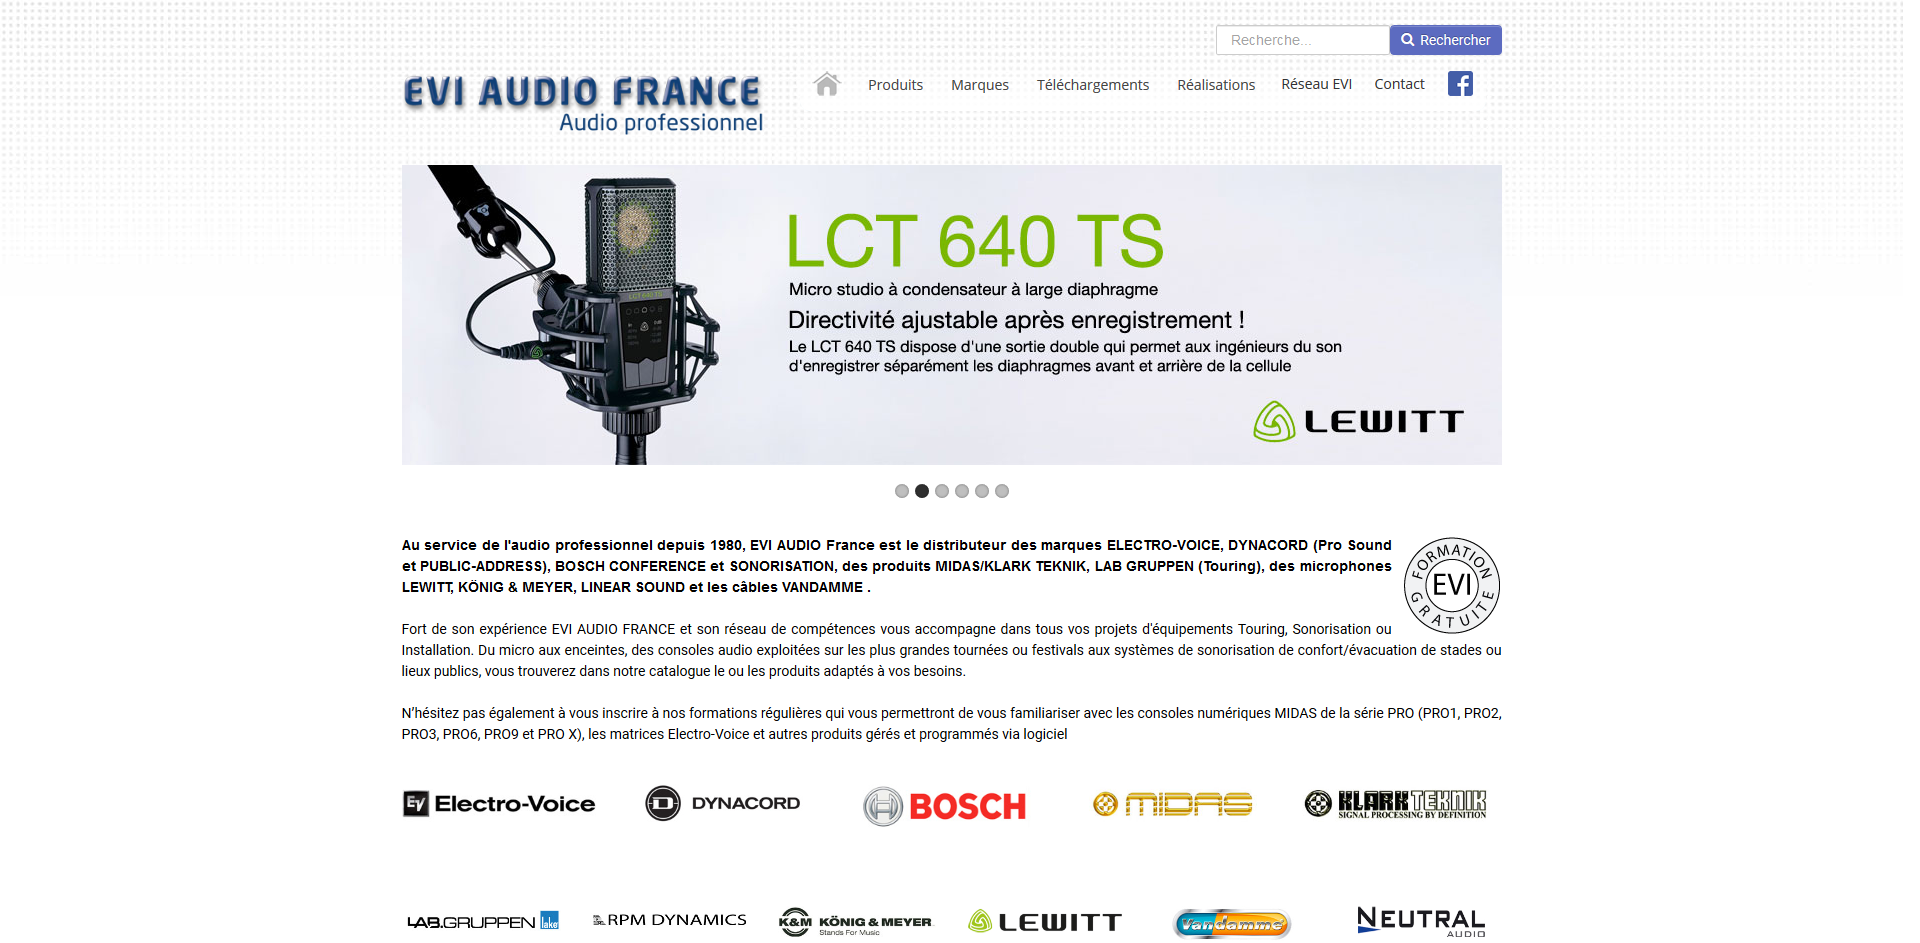 Recherche...
Rechercher
EVI AUDIO FRANCE
Audio professionnel
Produits
Marques
Téléchargements
Réalisations
Réseau EVI
Contact
LCT 640 TS
Micro studio à condensateur à large diaphragme
Directivité ajustable après enregistrement !
Le LCT 640 TS dispose d'une sortie double qui permet aux ingénieurs du son
d'enregistrer séparément les diaphragmes avant et arrière de la cellule
LEWITT
Au service de l'audio professionnel depuis 1980, EVI AUDIO France est le distributeur des marques ELECTRO-VOICE, DYNACORD (Pro Sound
et PUBLIC-ADDRESS), BOSCH CONFERENCE et SONORISATION, des produits MIDAS/KLARK TEKNIK, LAB GRUPPEN (Touring), des microphones
LEWITT, KÖNIG & MEYER, LINEAR SOUND et les câbles VANDAMME .
FORMATION
EVI
GRATUITE
Fort de son expérience EVI AUDIO FRANCE et son réseau de compétences vous accompagne dans tous vos projets d'équipements Touring, Sonorisation ou
Installation. Du micro aux enceintes, des consoles audio exploitées sur les plus grandes tournées ou festivals aux systèmes de sonorisation de confort/évacuation de stades ou
lieux publics, vous trouverez dans notre catalogue le ou les produits adaptés à vos besoins.
N’hésitez pas également à vous inscrire à nos formations régulières qui vous permettront de vous familiariser avec les consoles numériques MIDAS de la série PRO (PRO1, PRO2,
PRO3, PRO6, PRO9 et PRO X), les matrices Electro-Voice et autres produits gérés et programmés via logiciel
EV Electro-Voice
D DYNACORD
BOSCH
MIDAS
KLARK TEKNIK
SIGNAL PROCESSING BY DEFINITION
LAB.GRUPPEN lake
RPM DYNAMICS
K&M KÖNIG & MEYER
Stands For Music
LEWITT
Vandamme
NEUTRAL
AUDIO